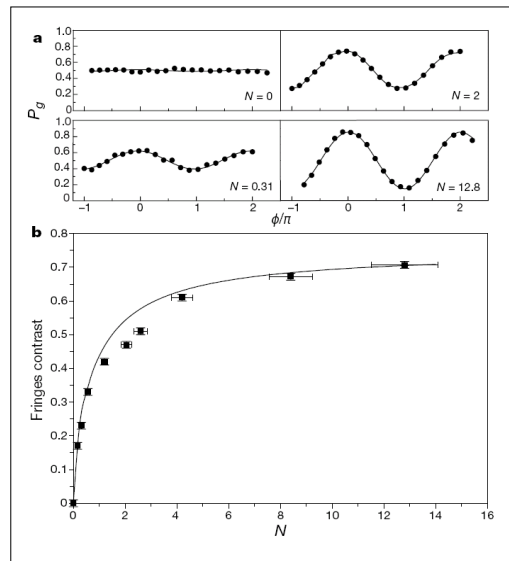 a
1.0
0.8
0.6
0.4
0.2
0
N = 0
N = 2
1.0
0.8
0.6
0.4
0.2
0
N = 0.31
N = 12.8
Pg
–1 0 1 2 –1 0 1 2
ϕ/π
b
0.8
0.7
0.6
0.5
0.4
0.3
0.2
0.1
0
Fringes contrast
0 2 4 6 8 10 12 14 16
N